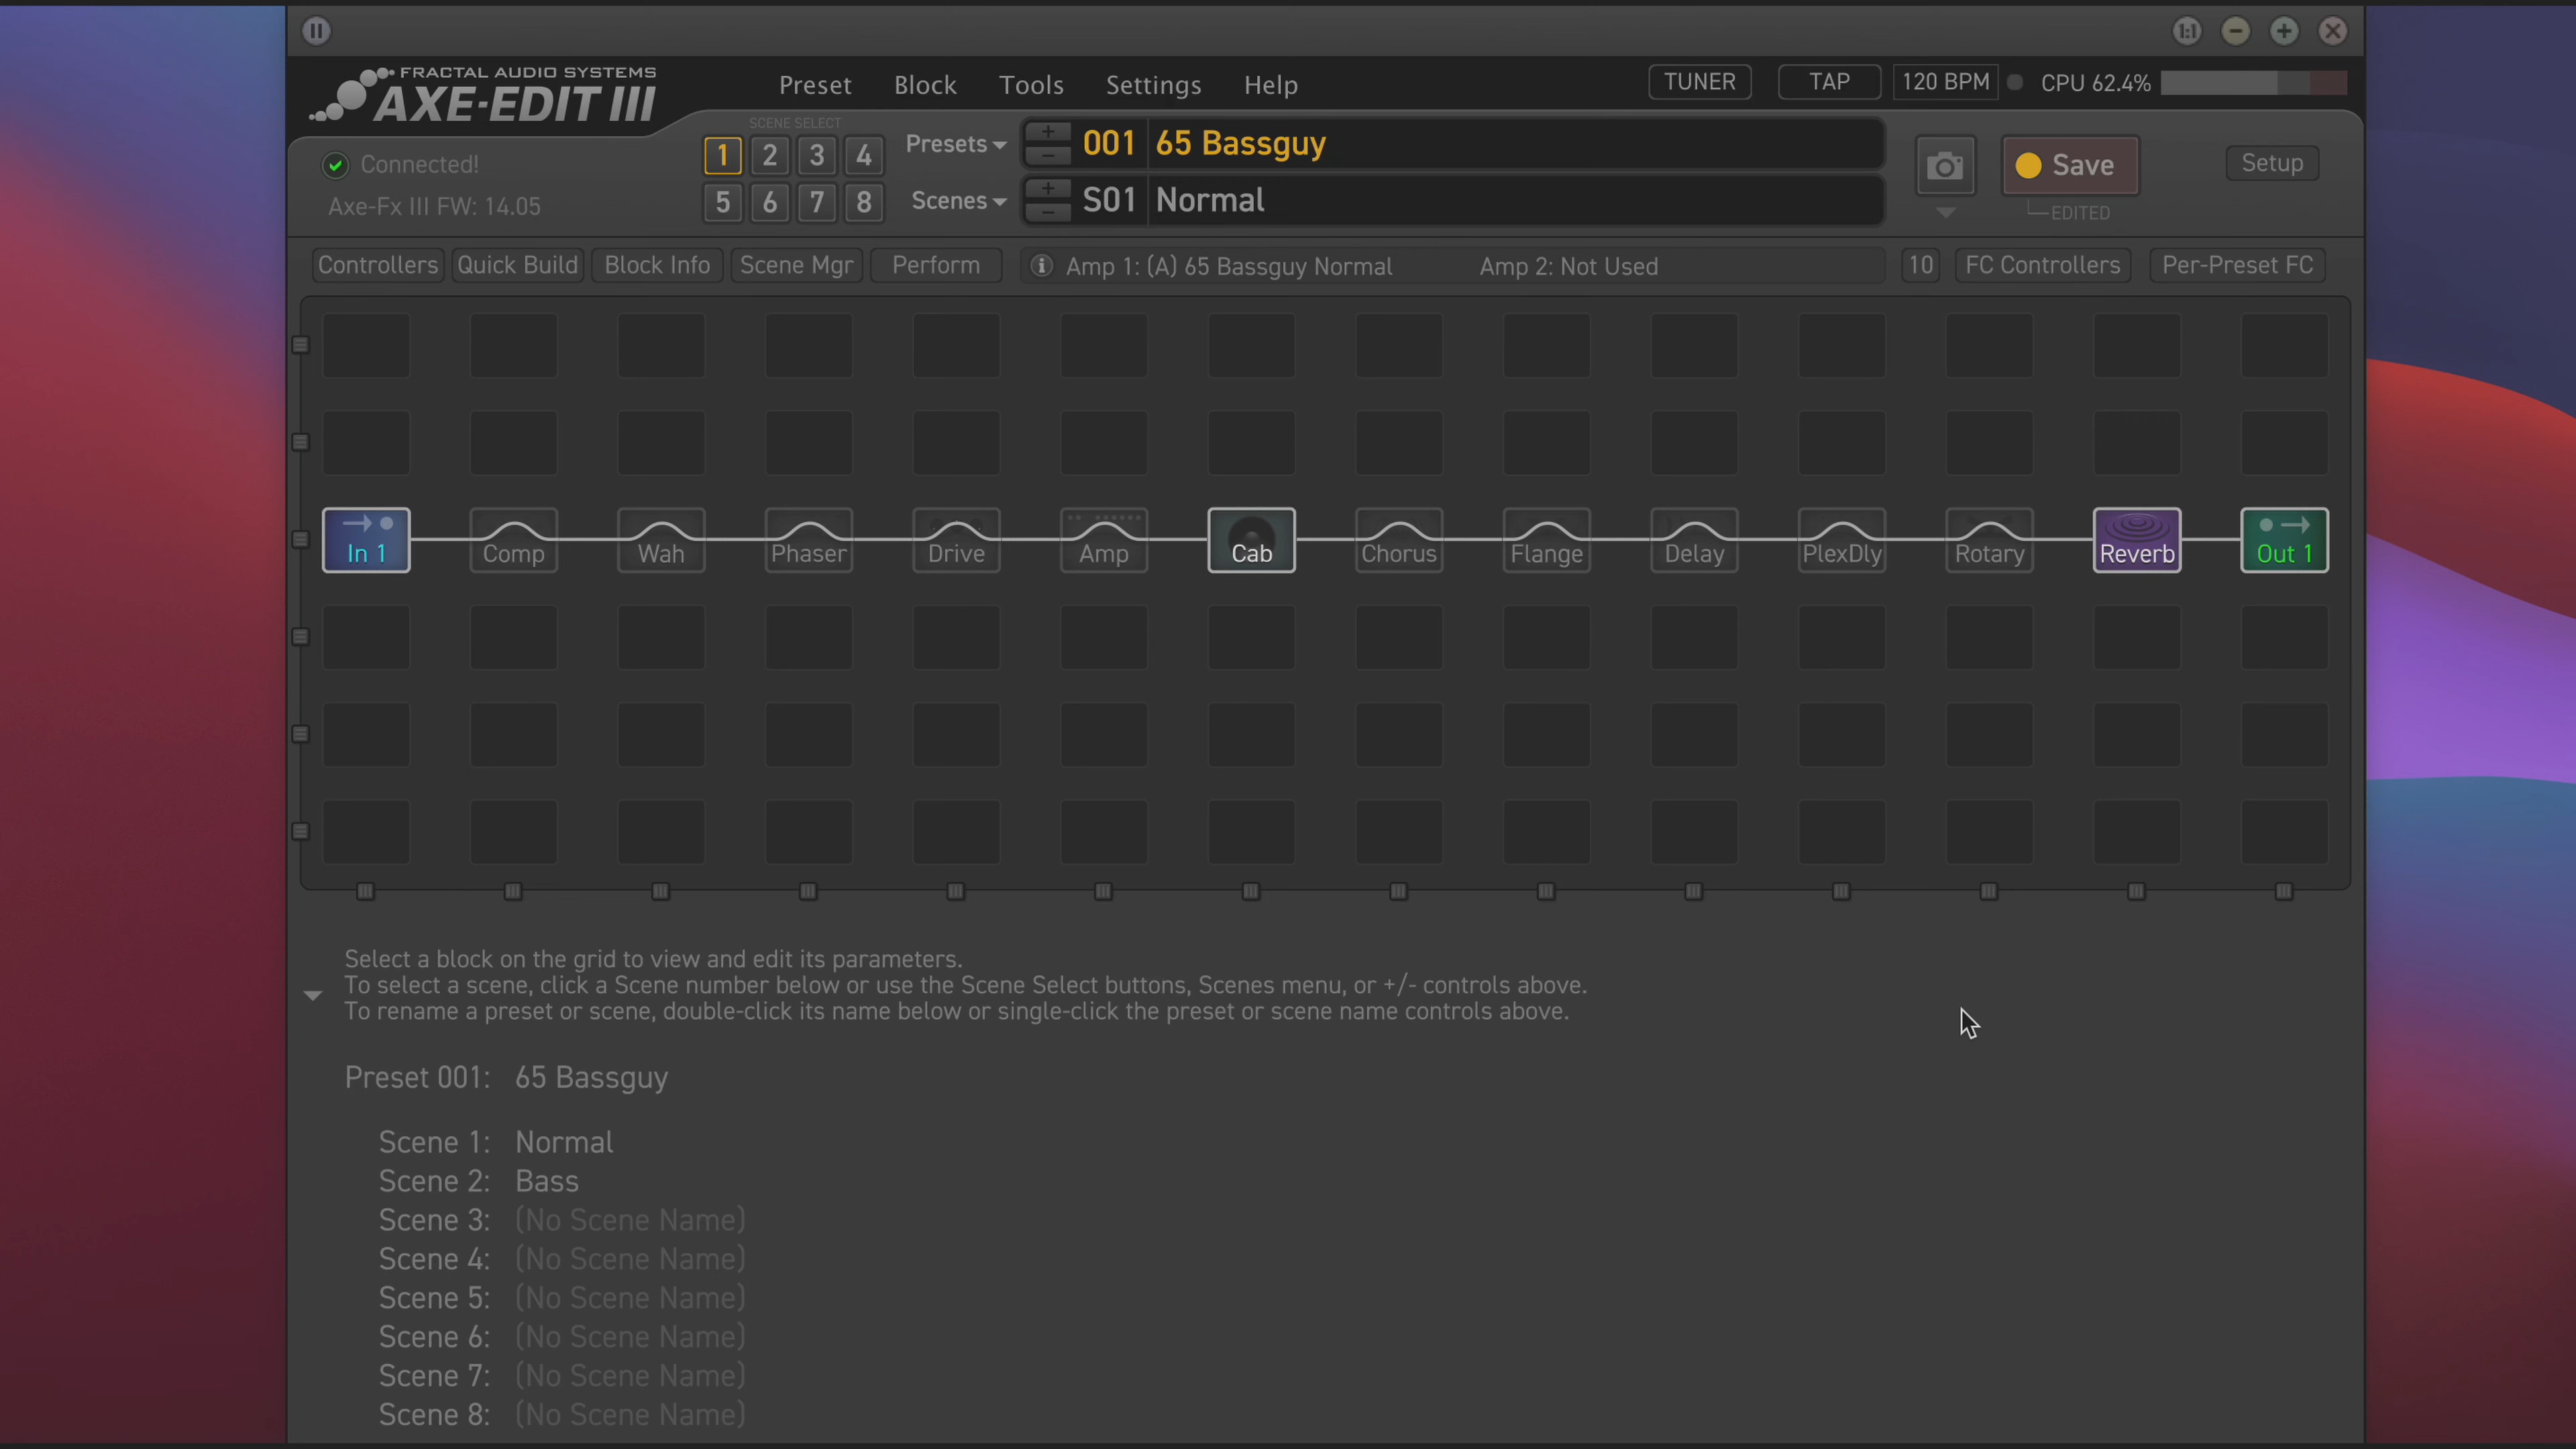 1:1
FRACTAL AUDIO SYSTEMS
AXE-EDIT III
Preset Block Tools Settings Help
TUNER TAP 120 BPM CPU 62.4%
SCENE SELECT
1 2 3 4
5 6 7 8
Presets + - 001 65 Bassguy
Scenes + - S01 Normal
Connected!
Axe-Fx III FW: 14.05
Save
EDITED
Setup
Controllers Quick Build Block Info Scene Mgr Perform
Amp 1: (A) 65 Bassguy Normal Amp 2: Not Used
10 FC Controllers Per-Preset FC
In 1 Comp Wah Phaser Drive Amp Cab Chorus Flange Delay PlexDly Rotary Reverb Out 1
Select a block on the grid to view and edit its parameters.
To select a scene, click a Scene number below or use the Scene Select buttons, Scenes menu, or +/- controls above.
To rename a preset or scene, double-click its name below or single-click the preset or scene name controls above.
Preset 001: 65 Bassguy
Scene 1: Normal
Scene 2: Bass
Scene 3: (No Scene Name)
Scene 4: (No Scene Name)
Scene 5: (No Scene Name)
Scene 6: (No Scene Name)
Scene 7: (No Scene Name)
Scene 8: (No Scene Name)